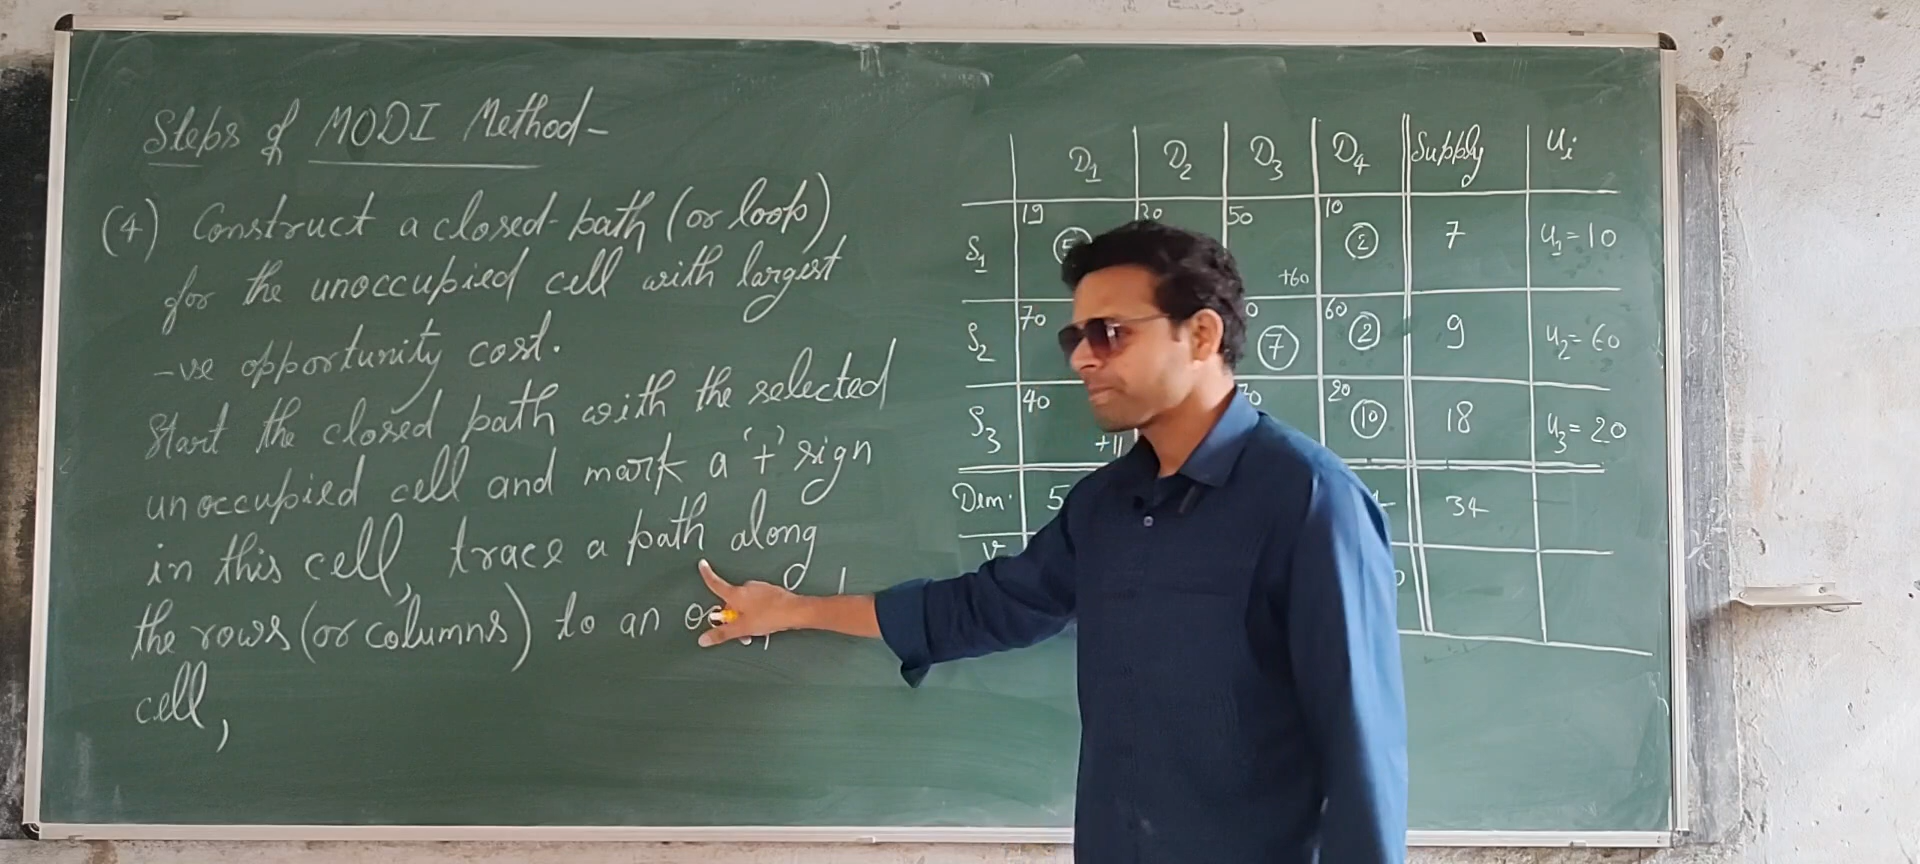 Steps of MODI Method-
(4) Construct a closed-path (or loop)
for the unoccupied cell with largest
-ve opportunity cost.
Start the closed path with the selected
unoccupied cell and mark a '+' sign
in this cell, trace a path along
the rows (or columns) to an
cell,
D1 D2 D3 D4 Supply ui
S1 19 30 50 +60 10 2 7 u1=10
S2 70 7 60 2 9 u2=60
S3 40 +11 20 10 18 u3=20
Dem. 5 34